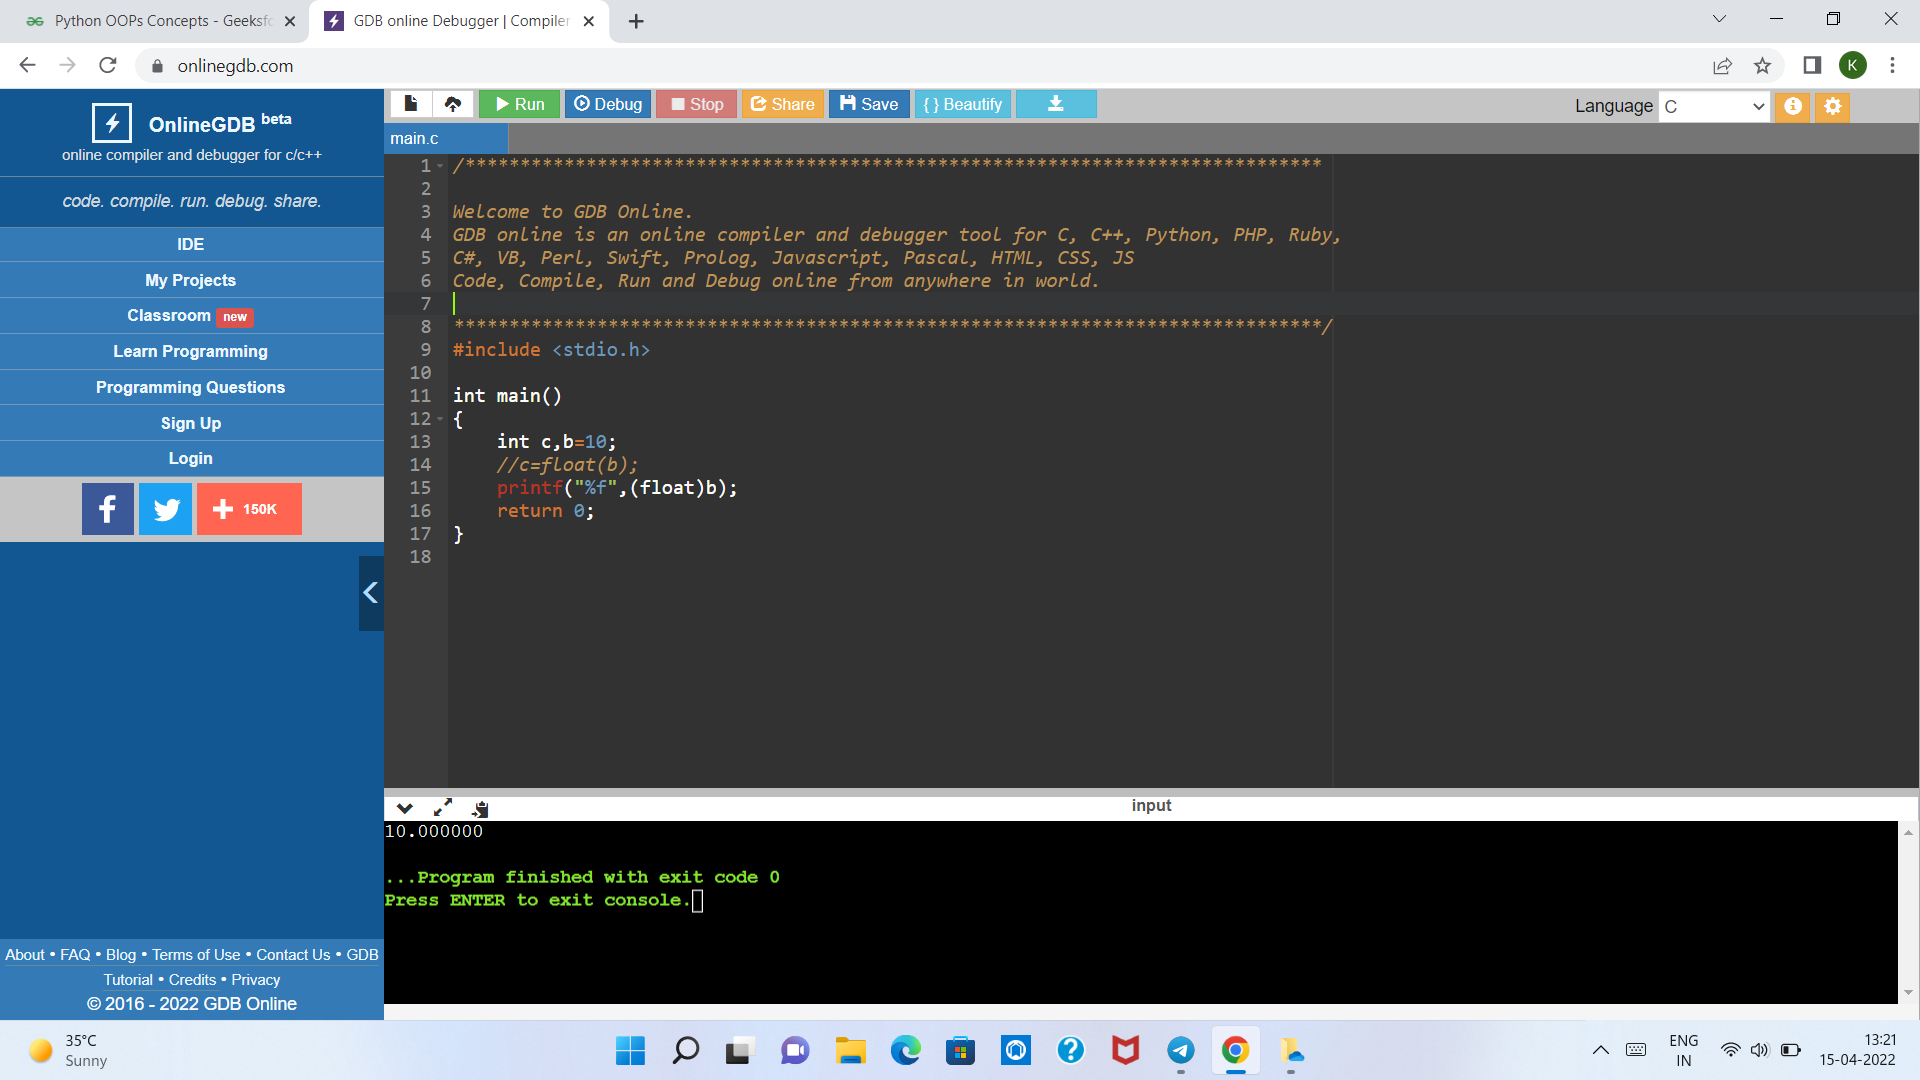 Python OOPs Concepts - Geeksfo
GDB online Debugger | Compiler
onlinegdb.com
K
OnlineGDB beta
online compiler and debugger for c/c++
code. compile. run. debug. share.
IDE
My Projects
Classroom new
Learn Programming
Programming Questions
Sign Up
Login
f
150K
About • FAQ • Blog • Terms of Use • Contact Us • GDB
Tutorial • Credits • Privacy
© 2016 - 2022 GDB Online
Run
Debug
Stop
Share
Save
{ } Beautify
Language C
main.c
1 /******************************************************************************
2
3 Welcome to GDB Online.
4 GDB online is an online compiler and debugger tool for C, C++, Python, PHP, Ruby,
5 C#, VB, Perl, Swift, Prolog, Javascript, Pascal, HTML, CSS, JS
6 Code, Compile, Run and Debug online from anywhere in world.
7
8 *******************************************************************************/
9 #include <stdio.h>
10
11 int main()
12 {
13     int c,b=10;
14     //c=float(b);
15     printf("%f",(float)b);
16     return 0;
17 }
18
input
10.000000
...Program finished with exit code 0
Press ENTER to exit console.
35°C
Sunny
ENG
IN
13:21
15-04-2022